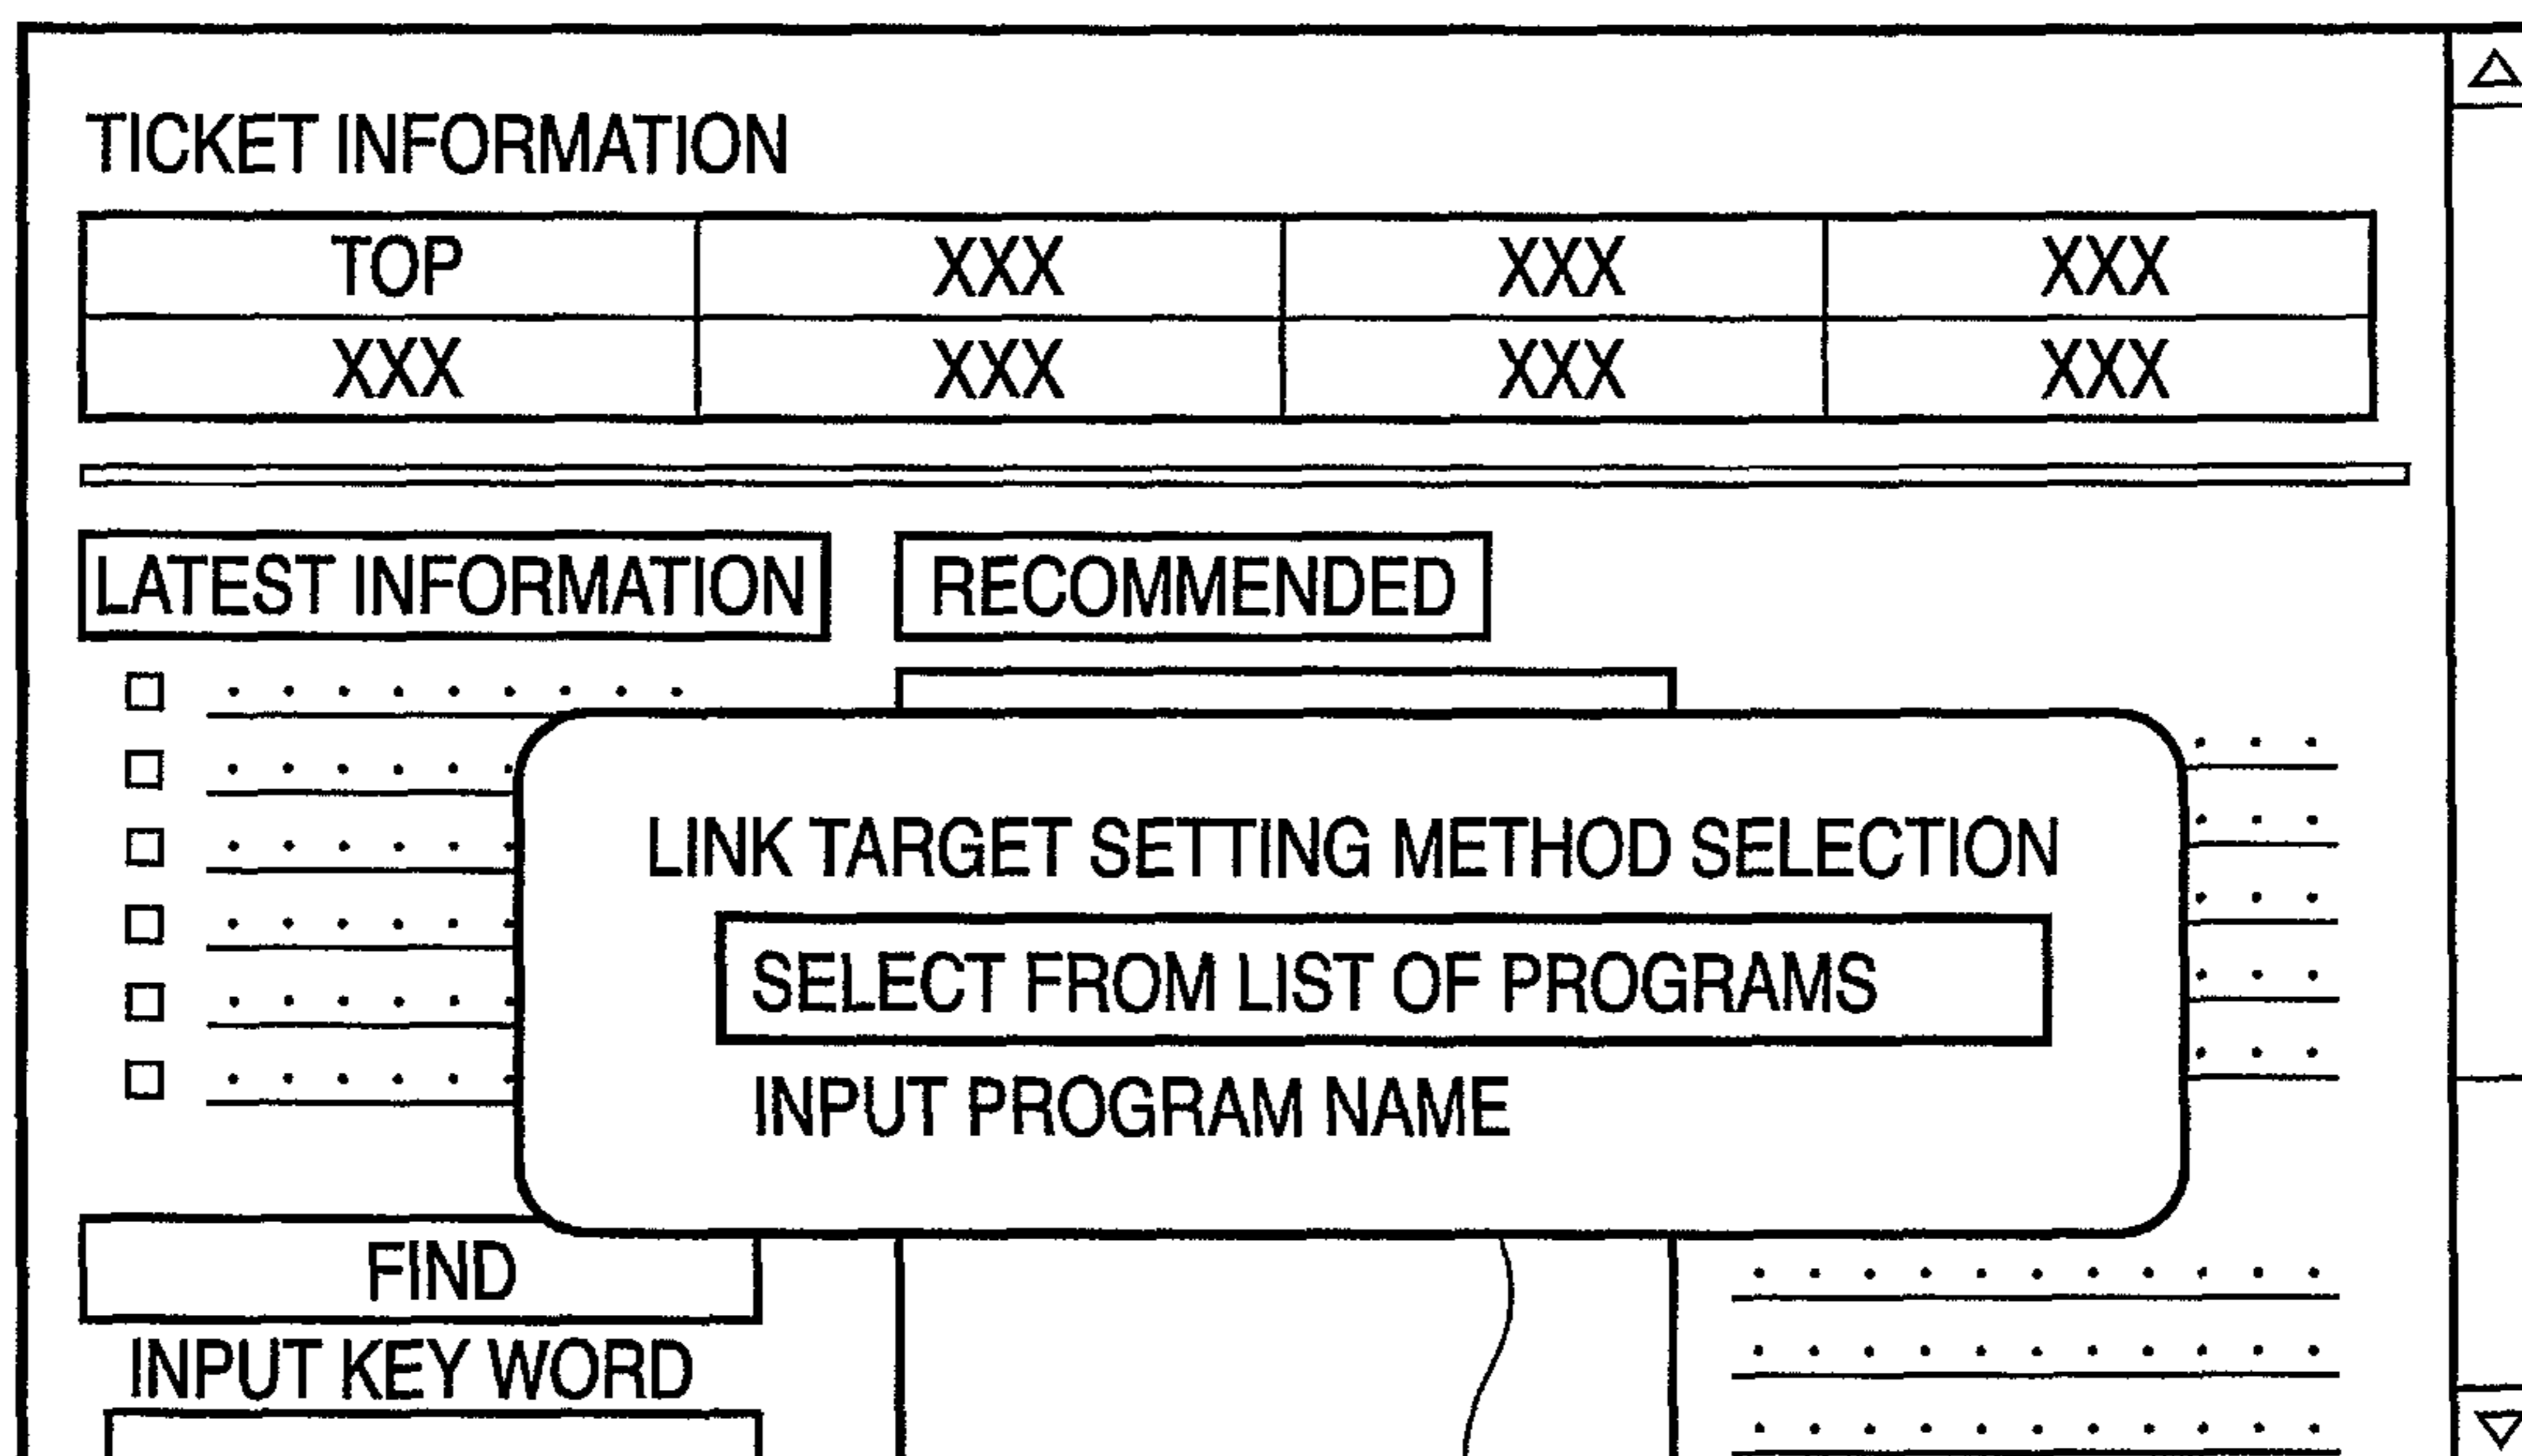 TICKET INFORMATION
TOP XXX XXX XXX
XXX XXX XXX XXX
LATEST INFORMATION RECOMMENDED
LINK TARGET SETTING METHOD SELECTION
SELECT FROM LIST OF PROGRAMS
INPUT PROGRAM NAME
FIND
INPUT KEY WORD